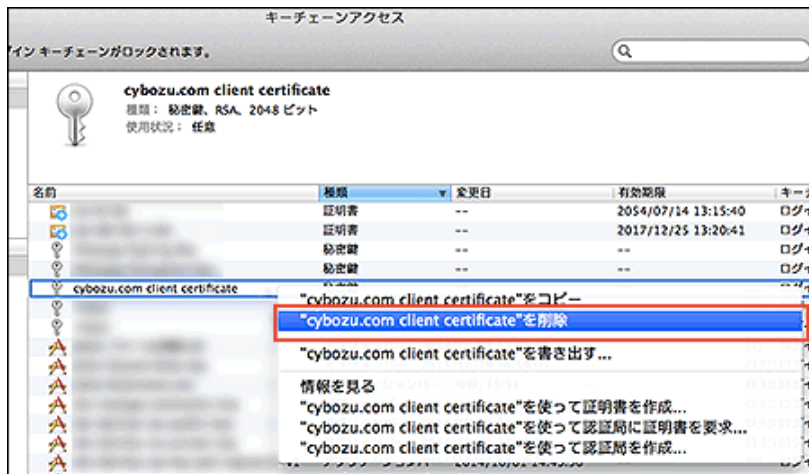 キーチェーンアクセス
イン キーチェーンがロックされます。
cybozu.com client certificate
種類： 秘密鍵、RSA、2048 ビット
使用状況： 任意
名前 種類 変更日 有効期限 キーチ
証明書 -- 2054/07/14 13:15:40 ログイ
証明書 -- 2017/12/25 13:20:41 ログイ
秘密鍵 -- -- ログイ
秘密鍵 -- -- ログイ
cybozu.com client certificate
"cybozu.com client certificate"をコピー
"cybozu.com client certificate"を削除
"cybozu.com client certificate"を書き出す...
情報を見る
"cybozu.com client certificate"を使って証明書を作成...
"cybozu.com client certificate"を使って認証局に証明書を要求...
"cybozu.com client certificate"を使って認証局を作成...